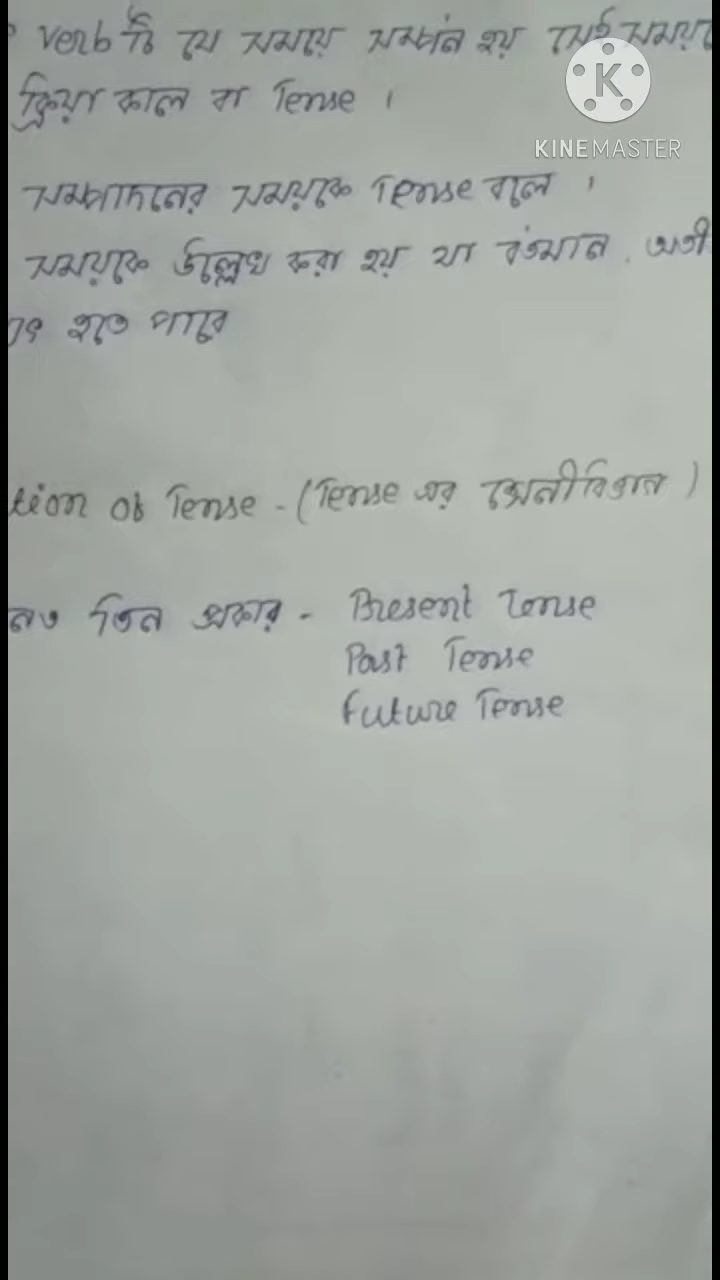 verb টি যে সময়ে সম্পন্ন হয় সেই সময়
ক্রিয়া কাল বা Tense ।
K
KINEMASTER
সম্পাদনের সময়কে Tense বলে ।
সময়কে উল্লেখ করা হয় যা বর্তমান, অতী
হতে পারে
tion of Tense - (Tense এর শ্রেনীবিভাগ)
তিন প্রকার - Present Tense
Past Tense
Future Tense